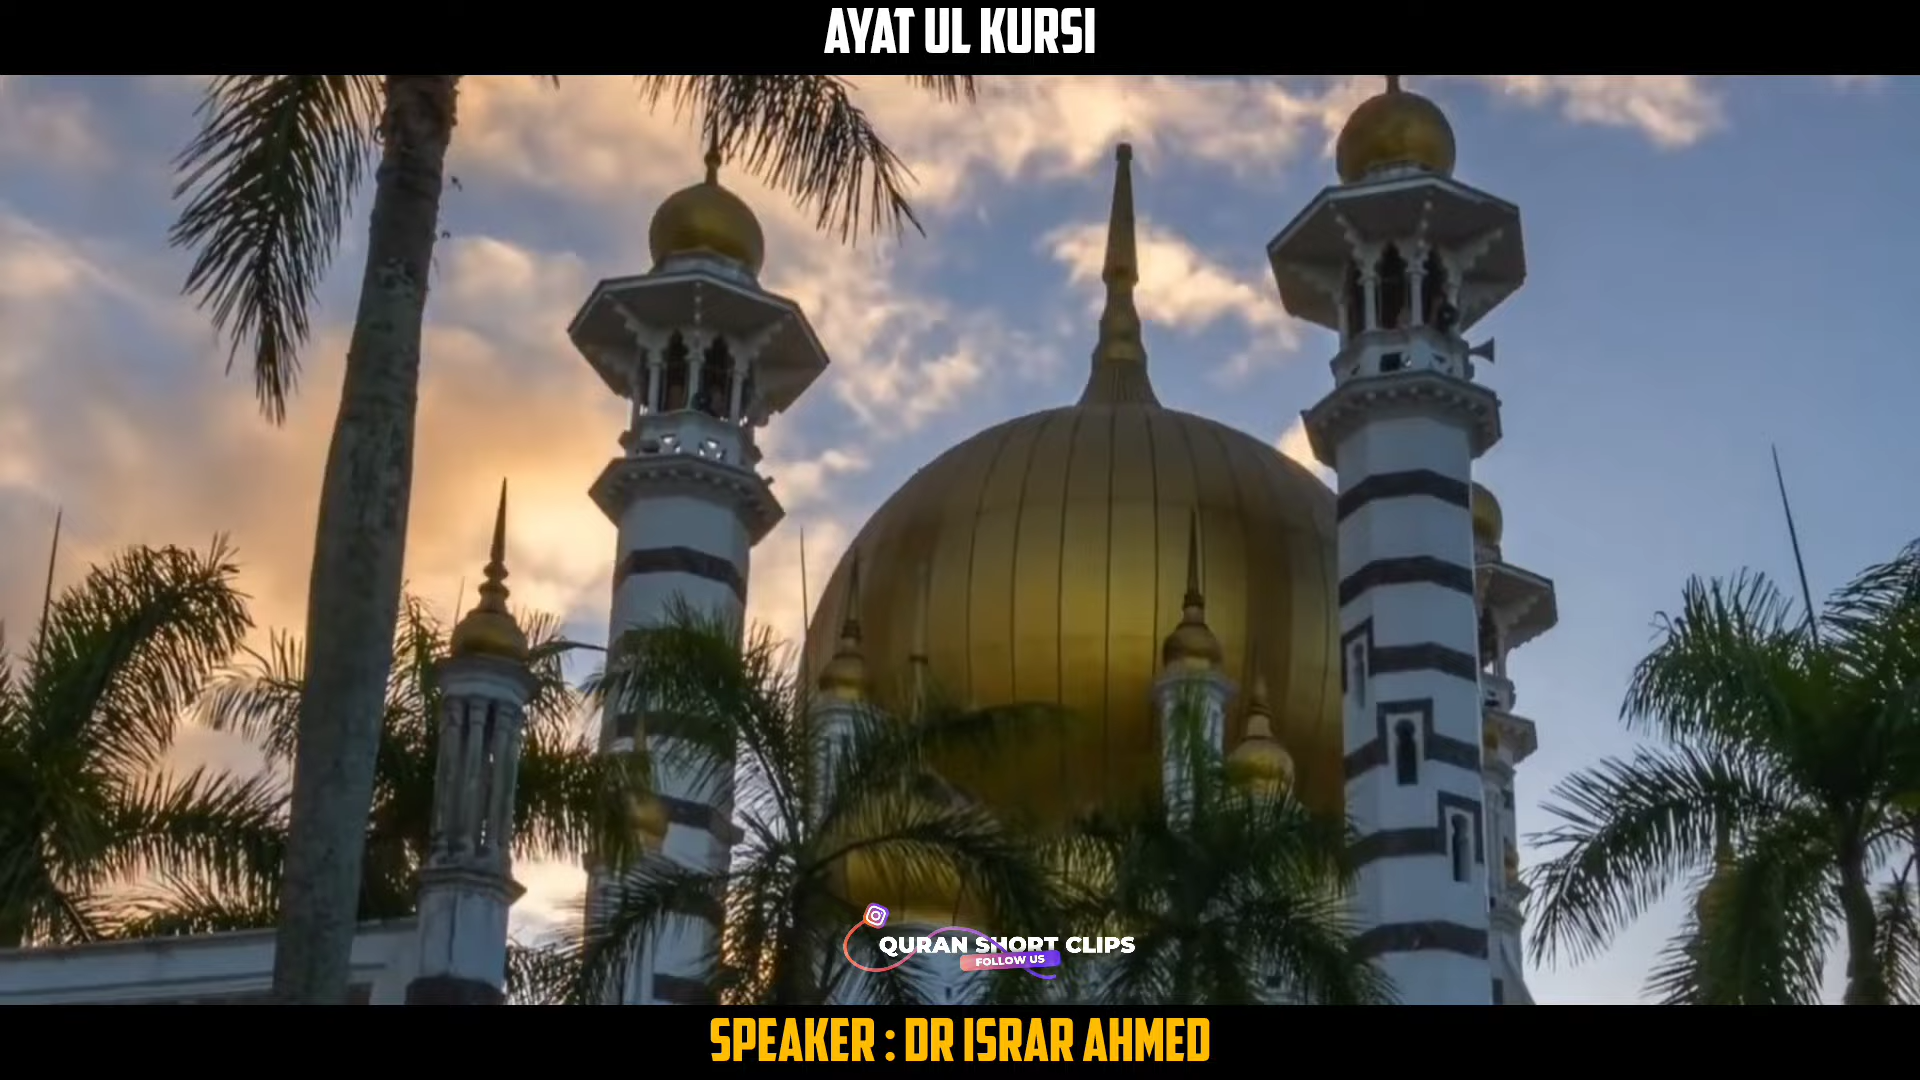 AYAT UL KURSI
QURAN SHORT CLIPS
FOLLOW US
SPEAKER : DR ISRAR AHMED